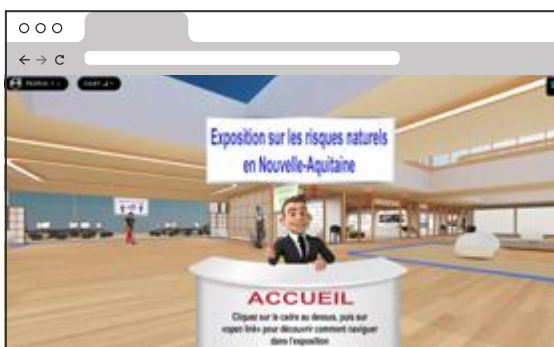 Exposition sur les risques naturels
en Nouvelle-Aquitaine
ACCUEIL
Cliquez sur le cadre au dessus, puis sur
«open link» pour découvrir comment naviguer
dans l'exposition